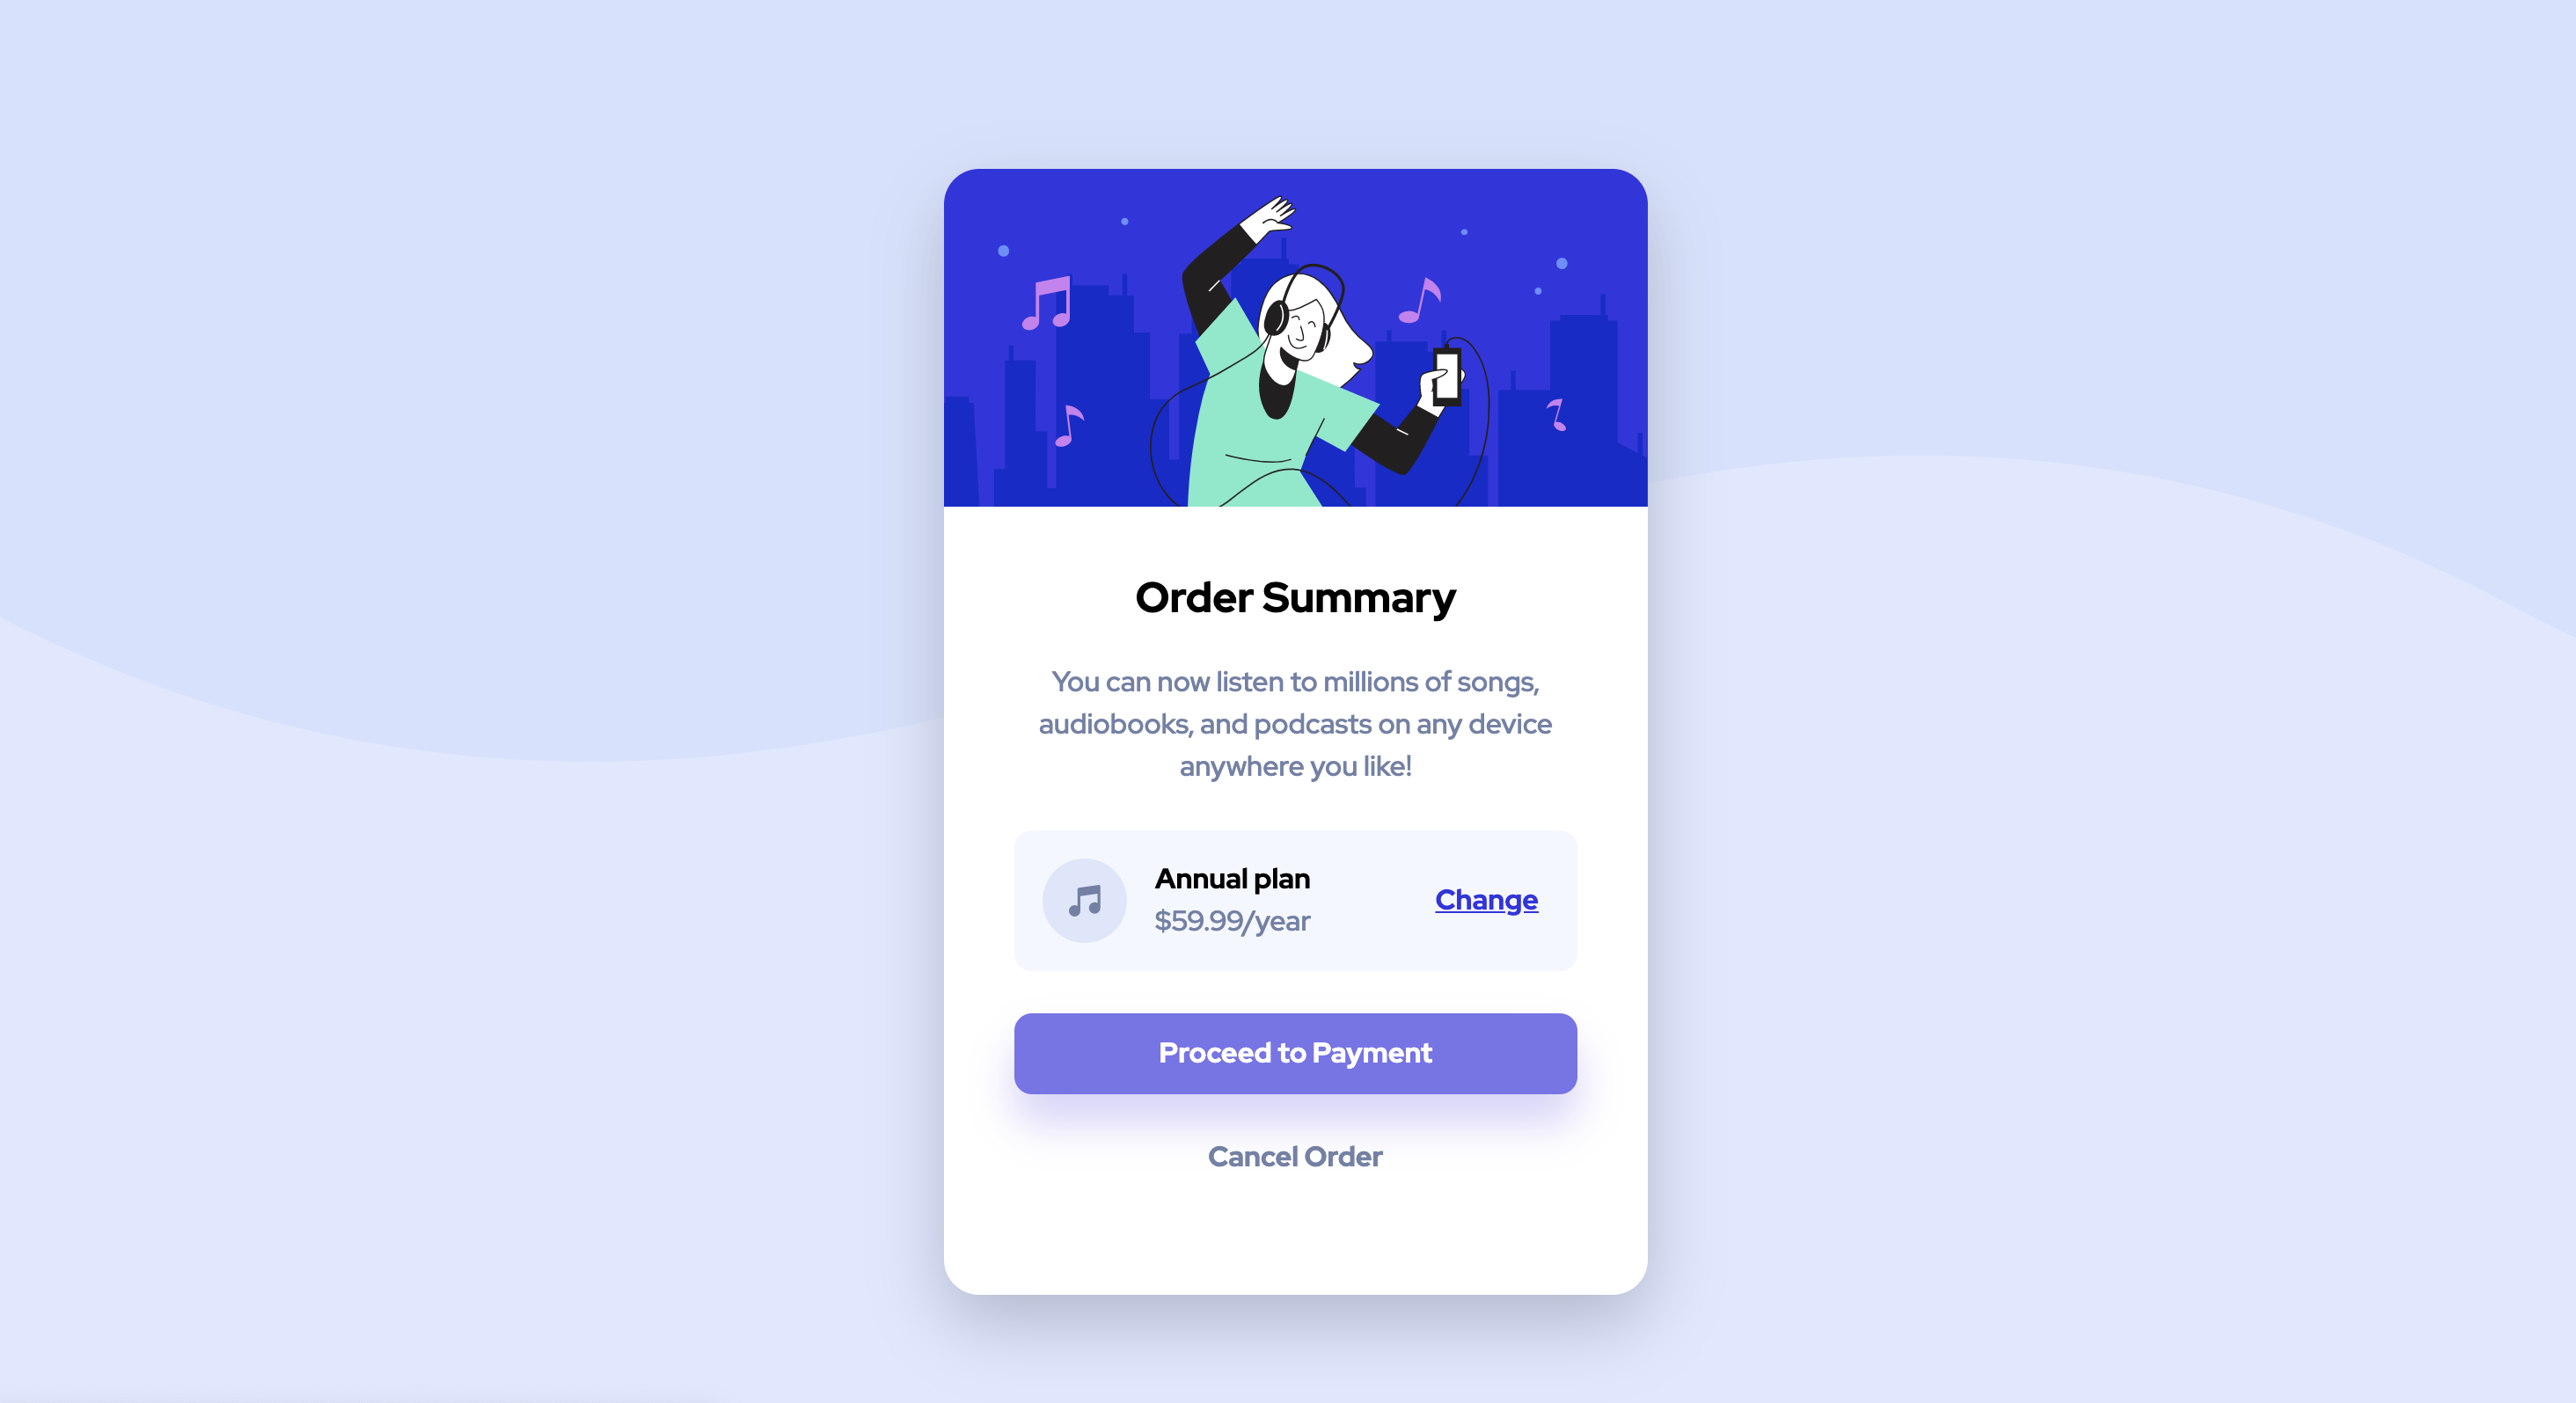 Order Summary
You can now listen to millions of songs,
audiobooks, and podcasts on any device
anywhere you like!
Annual plan
$59.99/year
Change
Proceed to Payment
Cancel Order